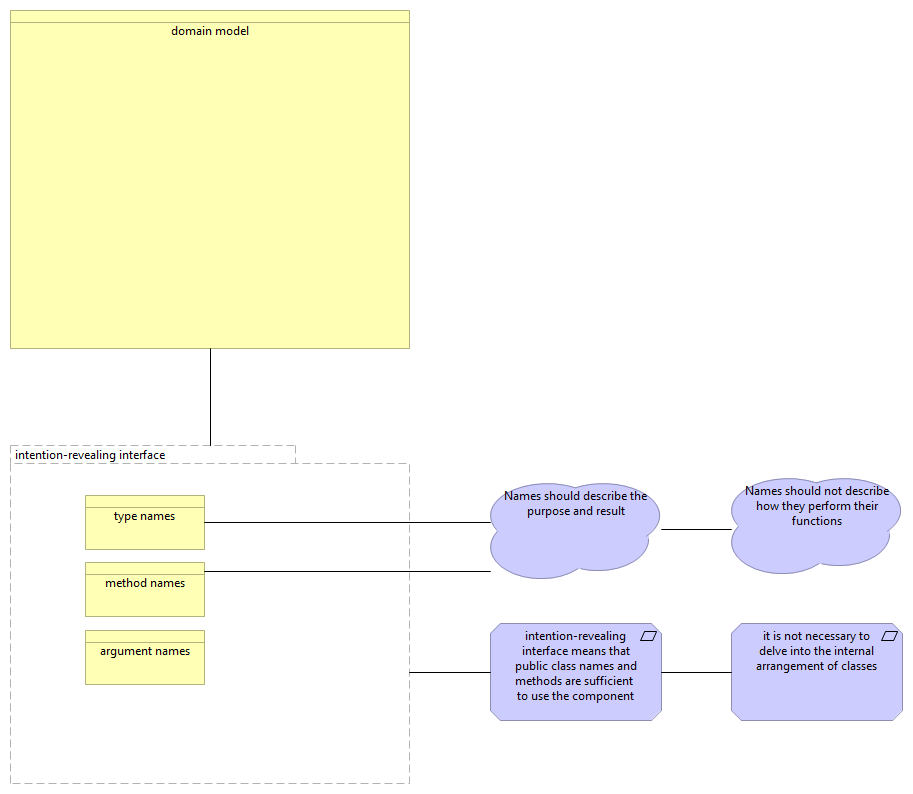 domain model
intention-revealing interface
type names
method names
argument names
Names should describe the
purpose and result
Names should not describe
how they perform their
functions
intention-revealing
interface means that
public class names and
methods are sufficient
to use the component
it is not necessary to
delve into the internal
arrangement of classes